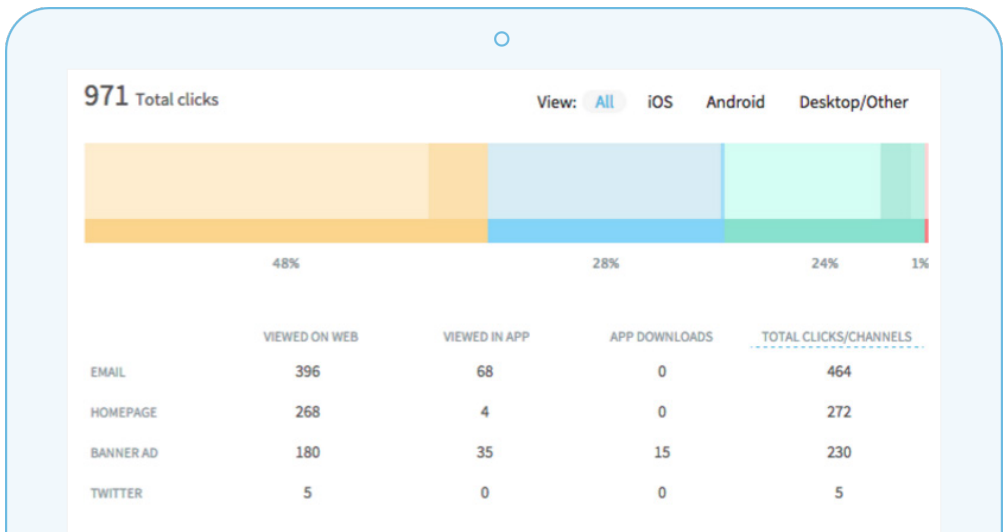 971 Total clicks View: All iOS Android Desktop/Other
48% 28% 24% 1%
VIEWED ON WEB VIEWED IN APP APP DOWNLOADS TOTAL CLICKS/CHANNELS
EMAIL 396 68 0 464
HOMEPAGE 268 4 0 272
BANNER AD 180 35 15 230
TWITTER 5 0 0 5